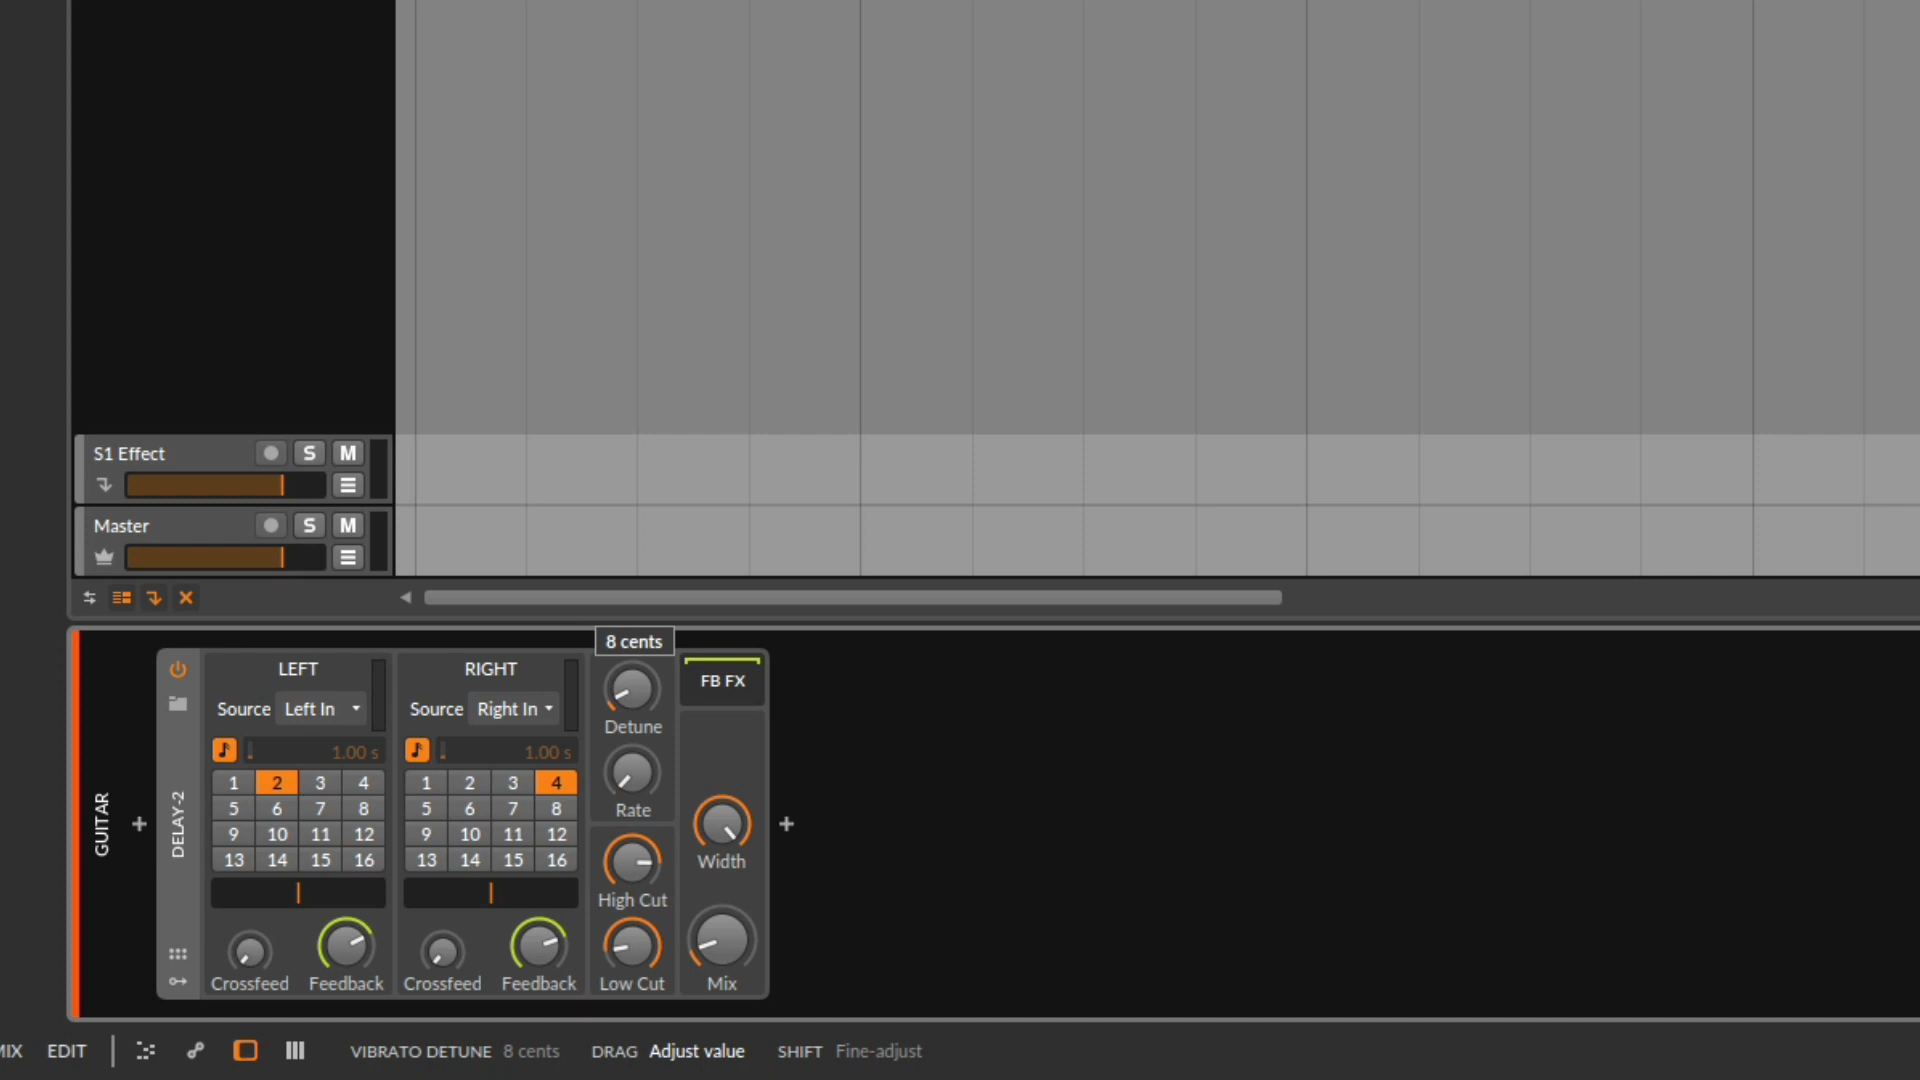 S1 Effect S M
Master S M
8 cents
GUITAR
DELAY-2
LEFT
Source Left In
1.00 s
1 2 3 4
5 6 7 8
9 10 11 12
13 14 15 16
Crossfeed Feedback
RIGHT
Source Right In
1.00 s
1 2 3 4
5 6 7 8
9 10 11 12
13 14 15 16
Crossfeed Feedback
Detune
Rate
High Cut
Low Cut
FB FX
Width
Mix
MIX EDIT VIBRATO DETUNE 8 cents DRAG Adjust value SHIFT Fine-adjust